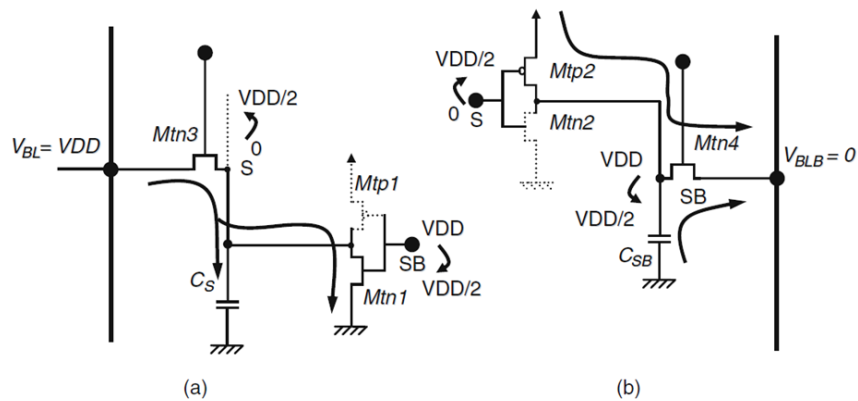 VDD/2
0
Mtn3
S
V_BL = VDD
Mtp1
VDD
SB
VDD/2
C_S
Mtn1
(a)
VDD/2
0
S
Mtp2
Mtn2
Mtn4
V_BLB = 0
VDD
SB
VDD/2
C_SB
(b)